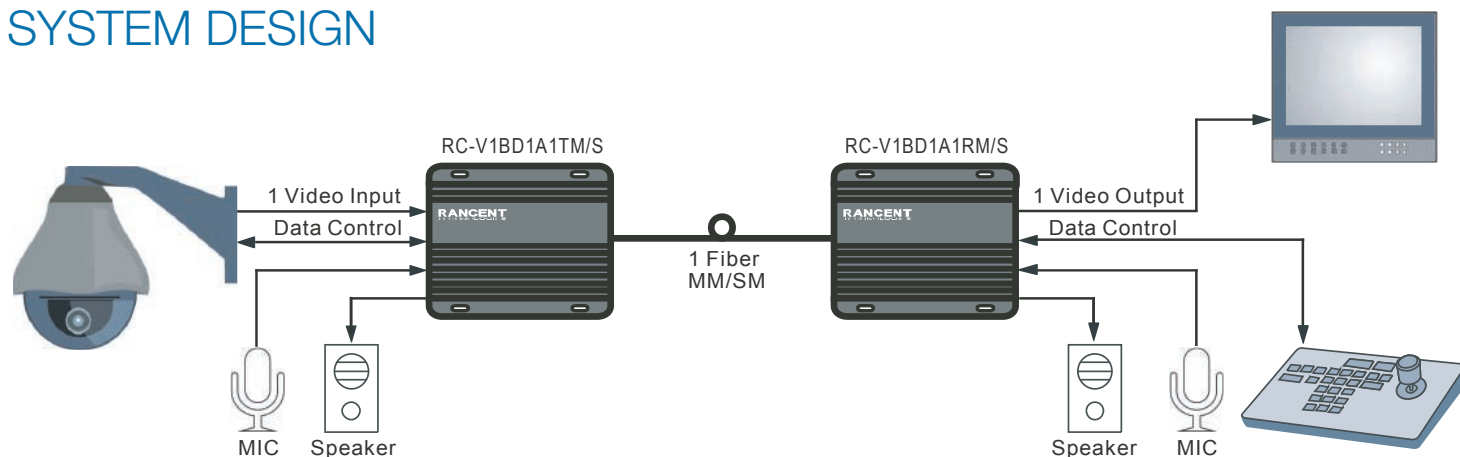 SYSTEM DESIGN
RC-V1BD1A1TM/S
RC-V1BD1A1RM/S
1 Video Input
Data Control
RANCENT
1 Fiber
MM/SM
RANCENT
1 Video Output
Data Control
MIC
Speaker
Speaker
MIC